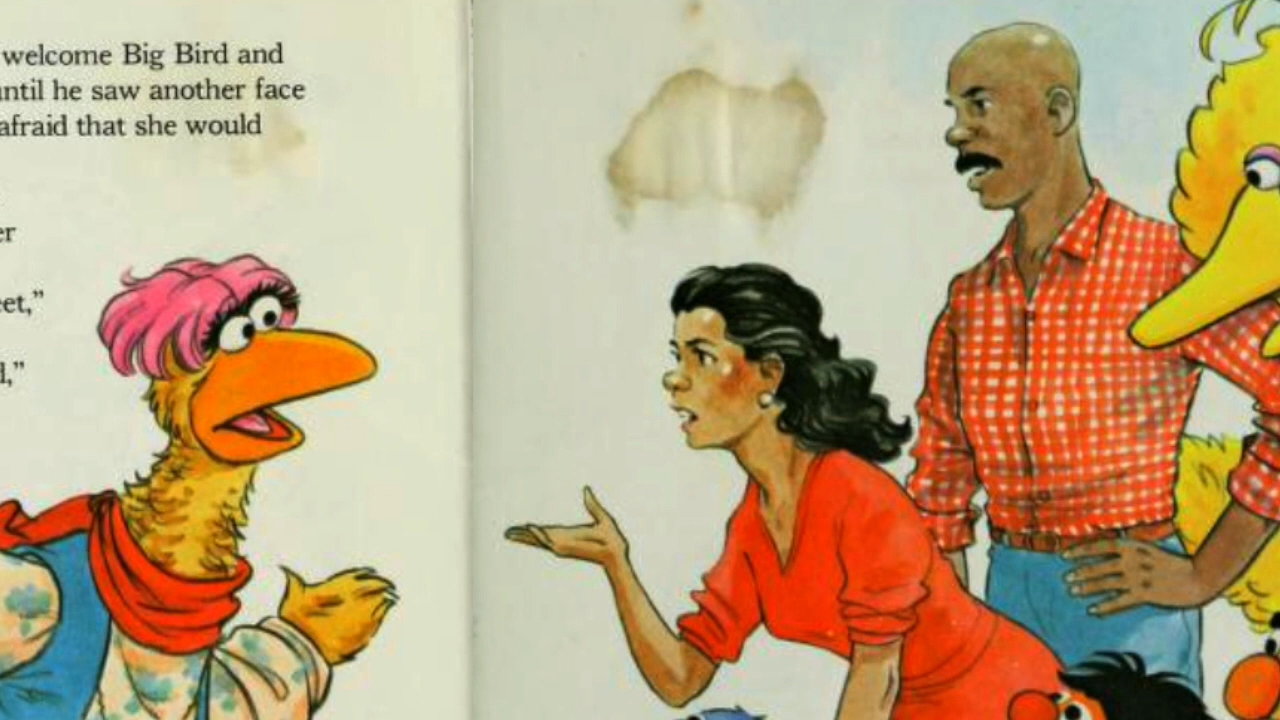 welcome Big Bird and
until he saw another face
afraid that she would
er
eet,”
d,”